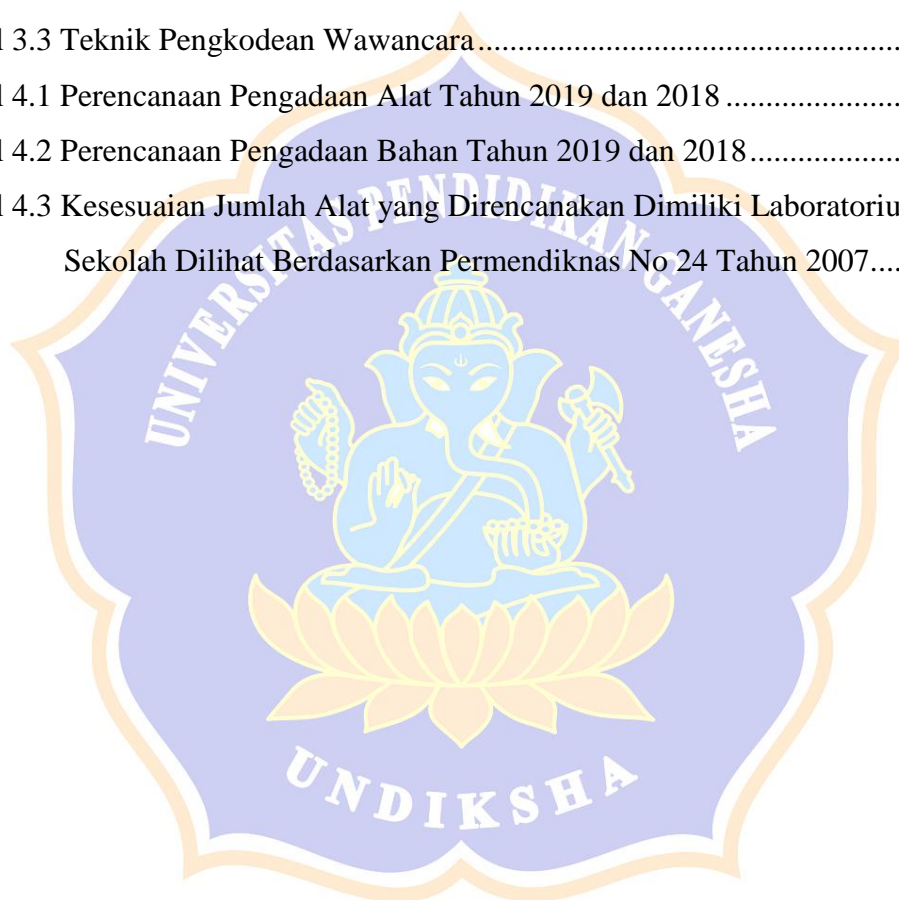 l 3.3 Teknik Pengkodean Wawancara......................................................
l 4.1 Perencanaan Pengadaan Alat Tahun 2019 dan 2018......................
l 4.2 Perencanaan Pengadaan Bahan Tahun 2019 dan 2018...................
l 4.3 Kesesuaian Jumlah Alat yang Direncanakan Dimiliki Laboratoriu
Sekolah Dilihat Berdasarkan Permendiknas No 24 Tahun 2007....
UNIVERSITAS PENDIDIKAN GANESHA
UNDIKSHA